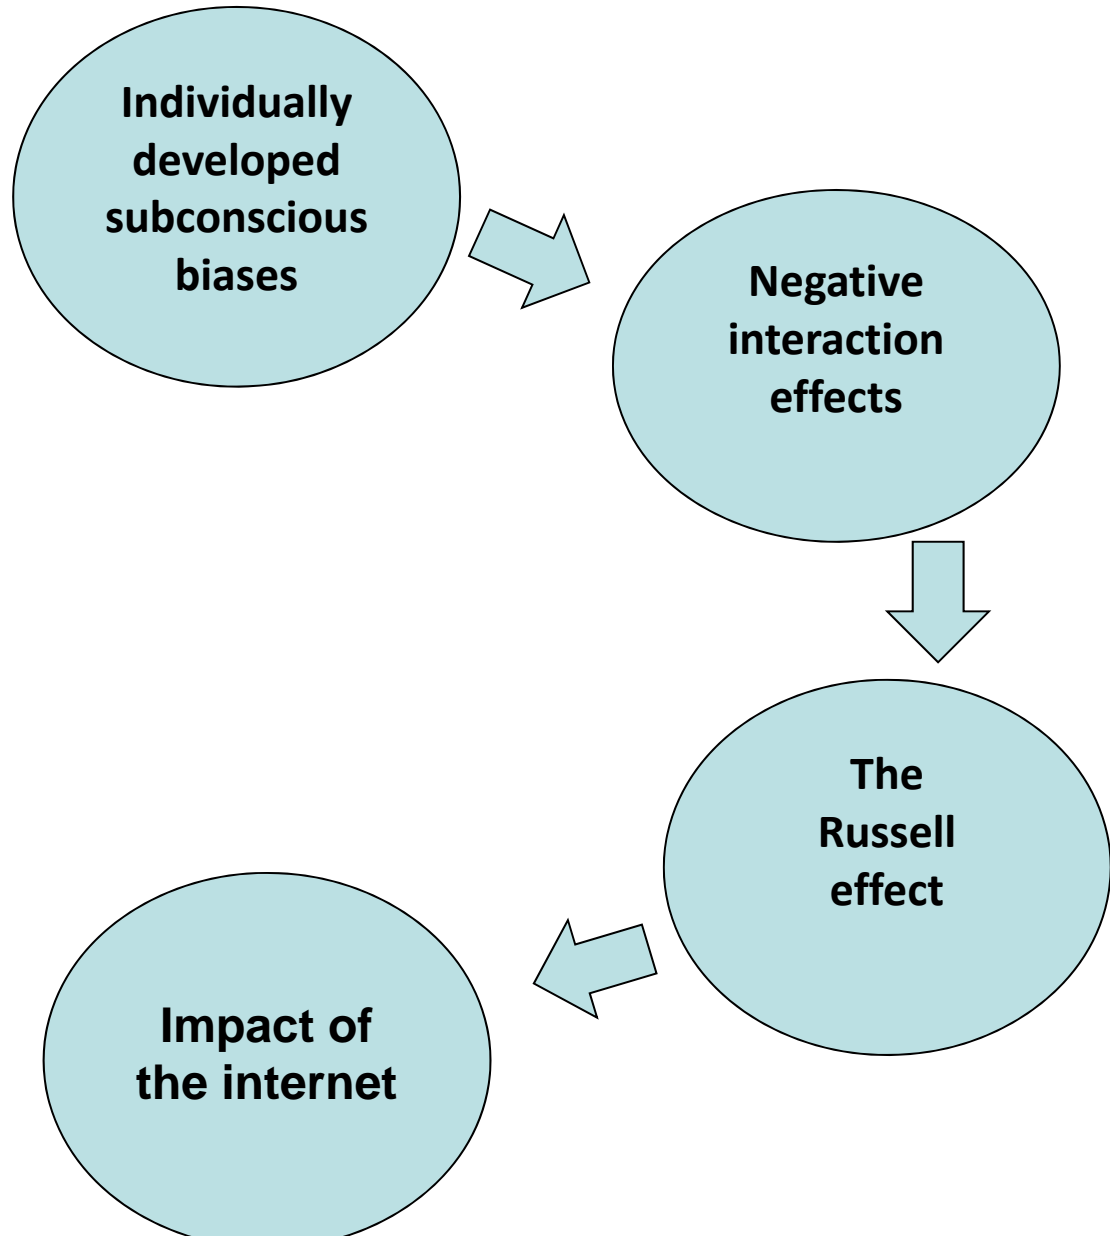 Individually
developed
subconscious
biases
Negative
interaction
effects
The
Russell
effect
Impact of
the internet